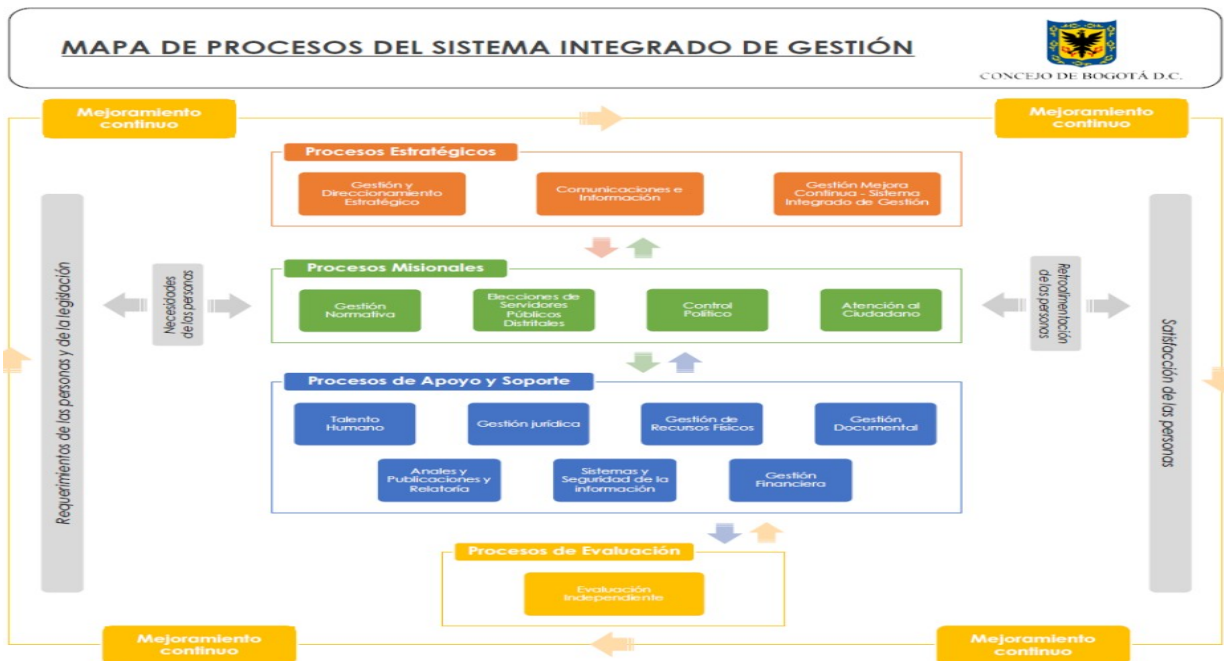 MAPA DE PROCESOS DEL SISTEMA INTEGRADO DE GESTIÓN
CONCEJO DE BOGOTÁ D.C.
Mejoramiento
continuo
Mejoramiento
continuo
Procesos Estratégicos
Gestión y
Direccionamiento
Estratégico
Comunicaciones e
Información
Gestión Mejora
Continua - Sistema
Integrado de Gestión
Requerimientos de las personas y de la legislación
Necesidades
de las personas
Procesos Misionales
Gestión
Normativa
Elecciones de
Servidores
Públicos
Distritales
Control
Político
Atención al
Ciudadano
Retroalimentación
de las personas
Satisfacción de las personas
Procesos de Apoyo y Soporte
Talento
Humano
Gestión jurídica
Gestión de
Recursos Físicos
Gestión
Documental
Anales y
Publicaciones y
Relatoría
Sistemas y
Seguridad de la
información
Gestión
Financiera
Procesos de Evaluación
Evaluación
Independiente
Mejoramiento
continuo
Mejoramiento
continuo